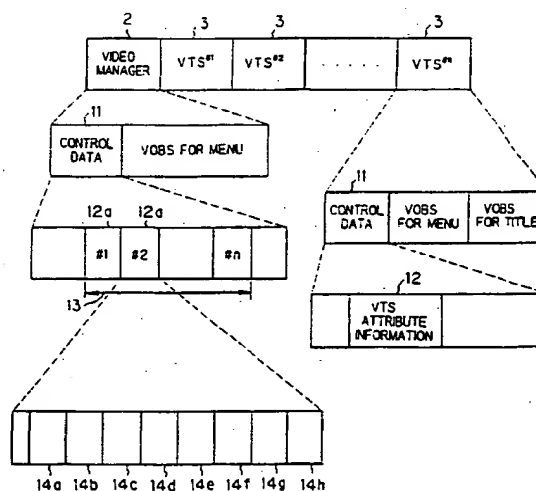 2 3 3 3
VIDEO MANAGER VTS#1 VTS#2 ..... VTS#n
11
CONTROL DATA VOBS FOR MENU
11
12a 12a
CONTROL DATA VOBS FOR MENU VOBS FOR TITLE
#1 #2 #n
12
13
VTS ATTRIBUTE INFORMATION
14a 14b 14c 14d 14e 14f 14g 14h